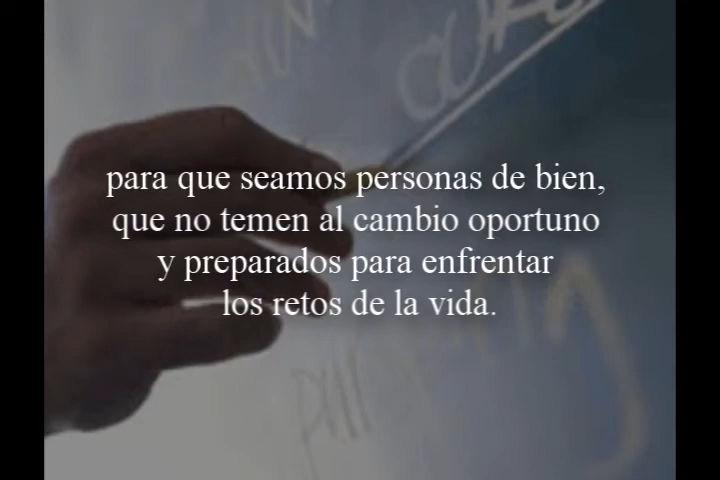 para que seamos personas de bien,
que no temen al cambio oportuno
y preparados para enfrentar
los retos de la vida.